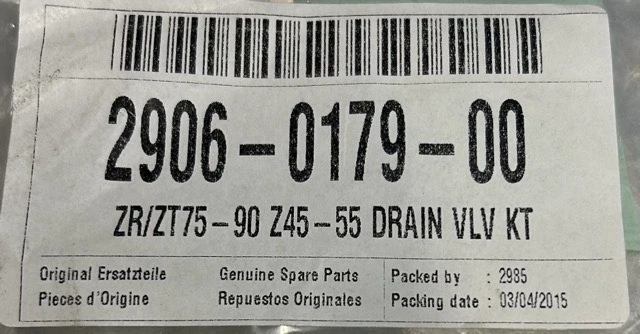 2906-0179-00
ZR/ZT75-90 Z45-55 DRAIN VLV KT
Original Ersatzteile Genuine Spare Parts Packed by : 2985
Pieces d'Origine Repuestos Originales Packing date : 03/04/2015